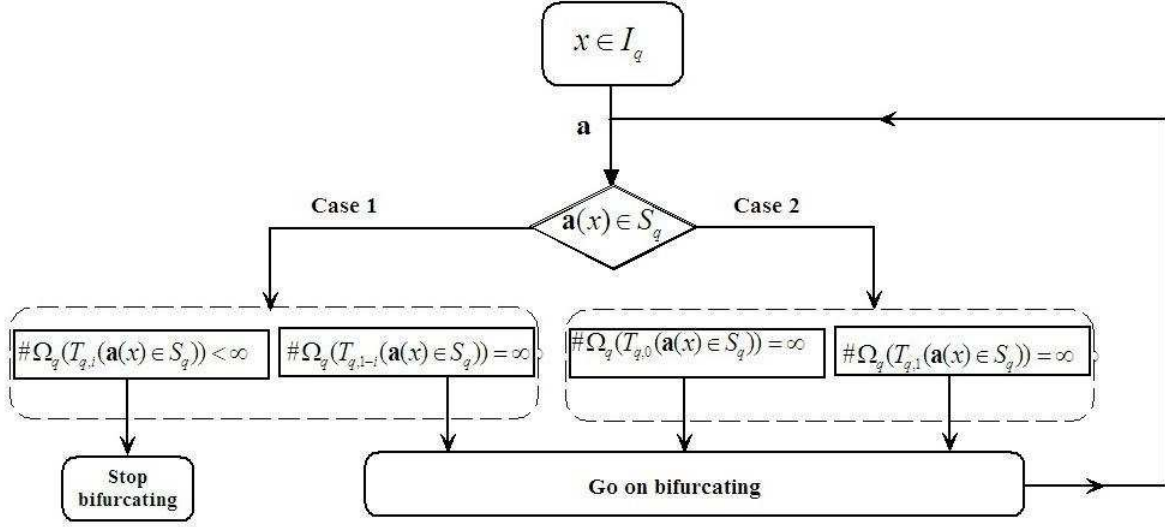 x ∈ I_q
a
Case 1
Case 2
a(x) ∈ S_q
#Ω_q(T_{q,i}(a(x) ∈ S_q)) < ∞
#Ω_q(T_{q,1−i}(a(x) ∈ S_q)) = ∞
#Ω_q(T_{q,0}(a(x) ∈ S_q)) = ∞
#Ω_q(T_{q,1}(a(x) ∈ S_q)) = ∞
Stop
bifurcating
Go on bifurcating